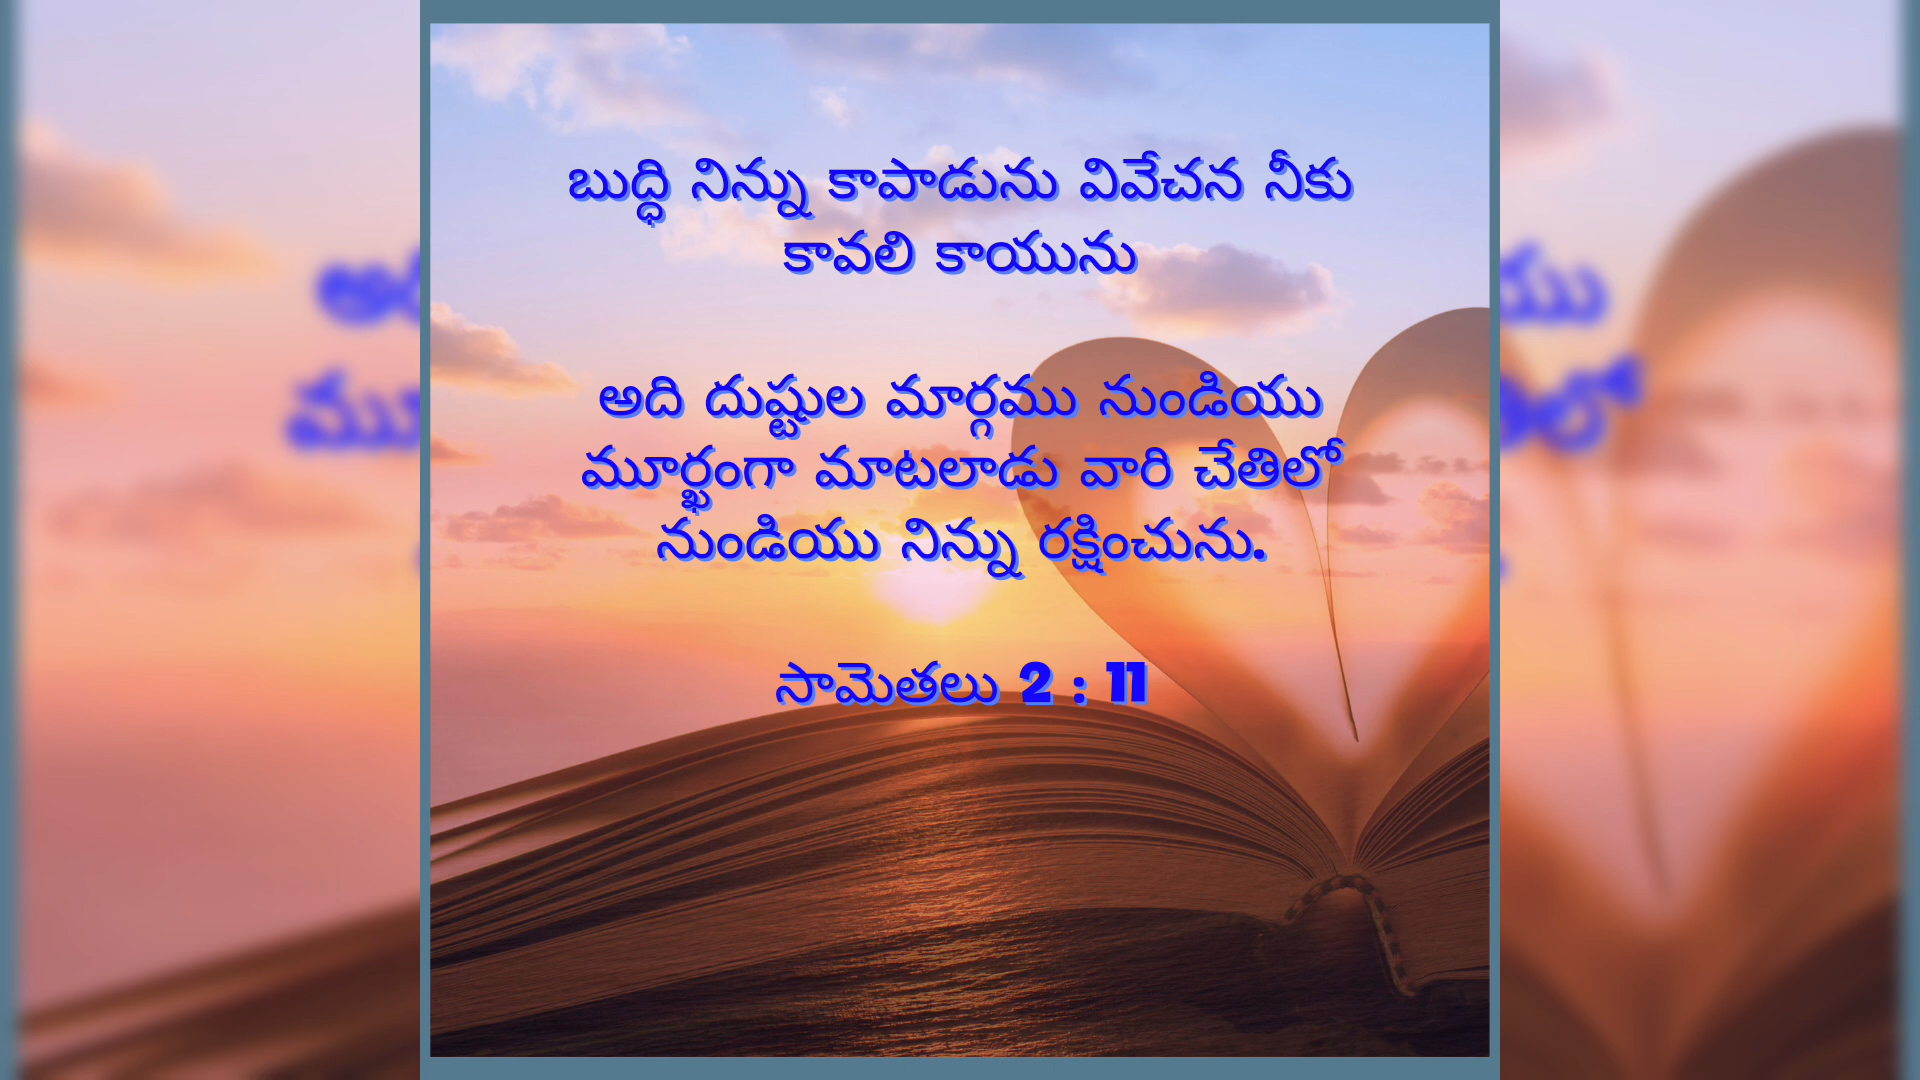 బుద్ధి నిన్ను కాపాడును వివేచన నీకు
కావలి కాయును
అది దుష్టుల మార్గము నుండియు
మూర్ఖంగా మాటలాడు వారి చేతిలో
నుండియు నిన్ను రక్షించును.
సామెతలు 2 : 11